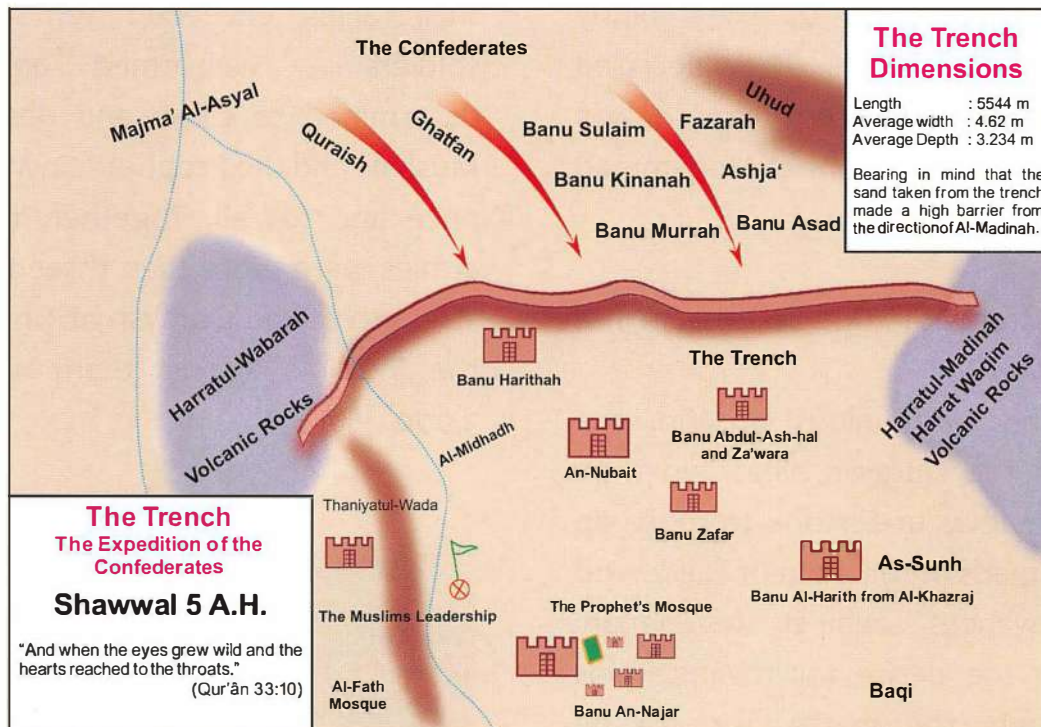 The Confederates
The Trench
Dimensions
Length : 5544 m
Average width : 4.62 m
Average Depth : 3.234 m
Bearing in mind that the
sand taken from the trench
made a high barrier from
the directionof Al-Madinah.
Uhud
Majma' Al-Asyal
Quraish
Ghatfan
Banu Sulaim
Fazarah
Banu Kinanah
Ashja‘
Banu Murrah
Banu Asad
Harratul-Wabarah
Volcanic Rocks
Harratul-Madinah
Harrat Waqim
Volcanic Rocks
The Trench
Banu Harithah
Al-Midhadh
An-Nubait
Banu Abdul-Ash-hal
and Za'wara
Thaniyatul-Wada
Banu Zafar
As-Sunh
Banu Al-Harith from Al-Khazraj
The Muslims Leadership
The Prophet's Mosque
Al-Fath
Mosque
Banu An-Najar
Baqi
The Trench
The Expedition of the
Confederates
Shawwal 5 A.H.
“And when the eyes grew wild and the
hearts reached to the throats.”
(Qur'ân 33:10)